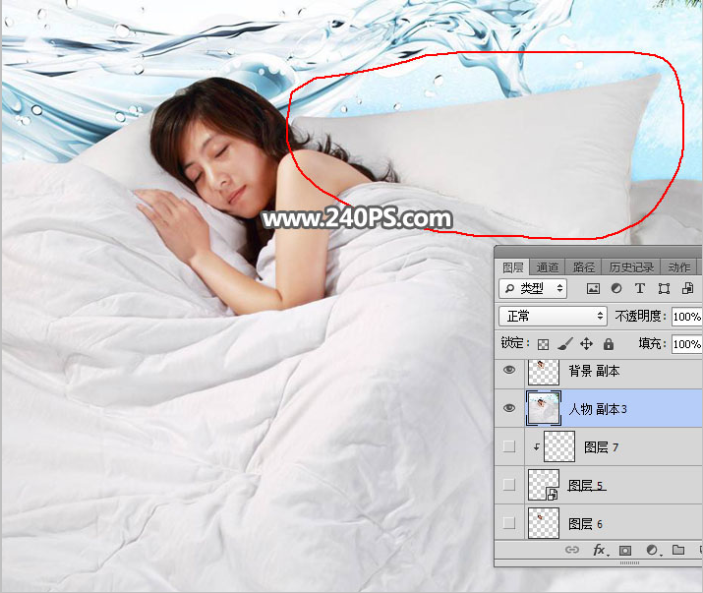 www.240PS.com
图层 通道 路径 历史记录 动作
类型 T
正常 不透明度: 100%
锁定: 填充: 100%
背景 副本
人物 副本3
图层 7
图层 5
图层 6
fx